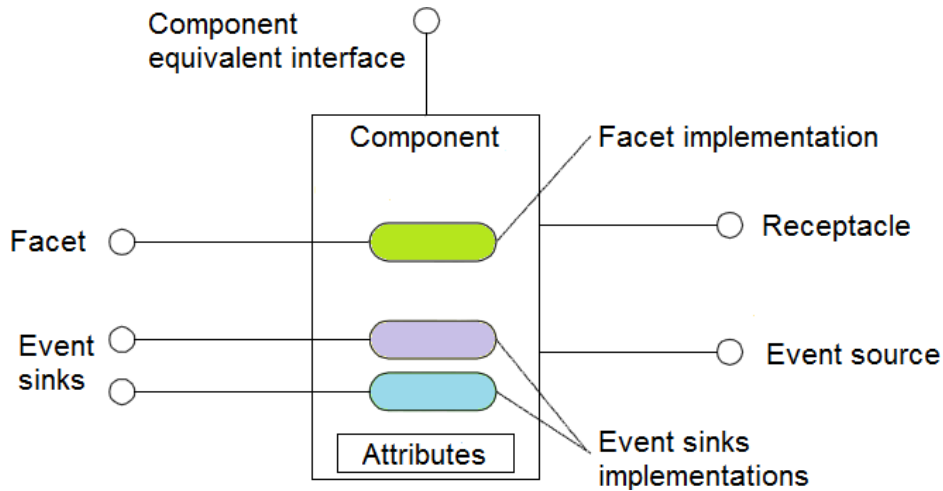 Component
equivalent interface
Component
Facet implementation
Facet
Receptacle
Event
sinks
Event source
Attributes
Event sinks
implementations